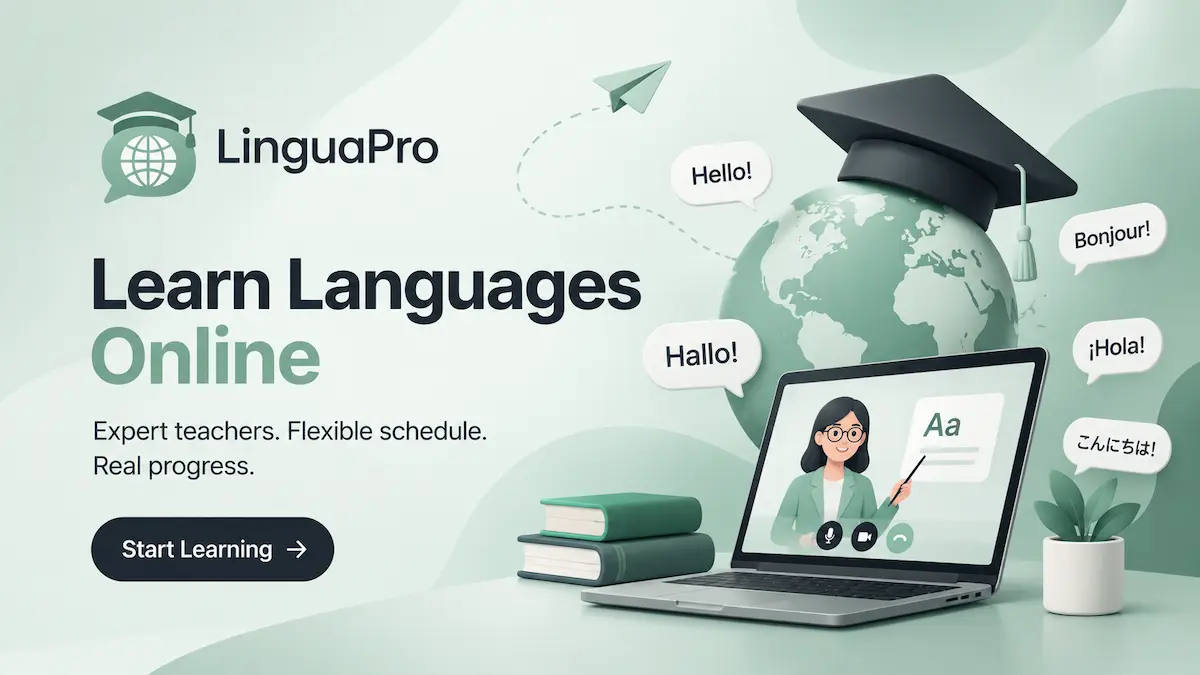 LinguaPro
Learn Languages
Online
Expert teachers. Flexible schedule.
Real progress.
Start Learning →
Hello!
Bonjour!
Hallo!
¡Hola!
こんにちは!
Aa